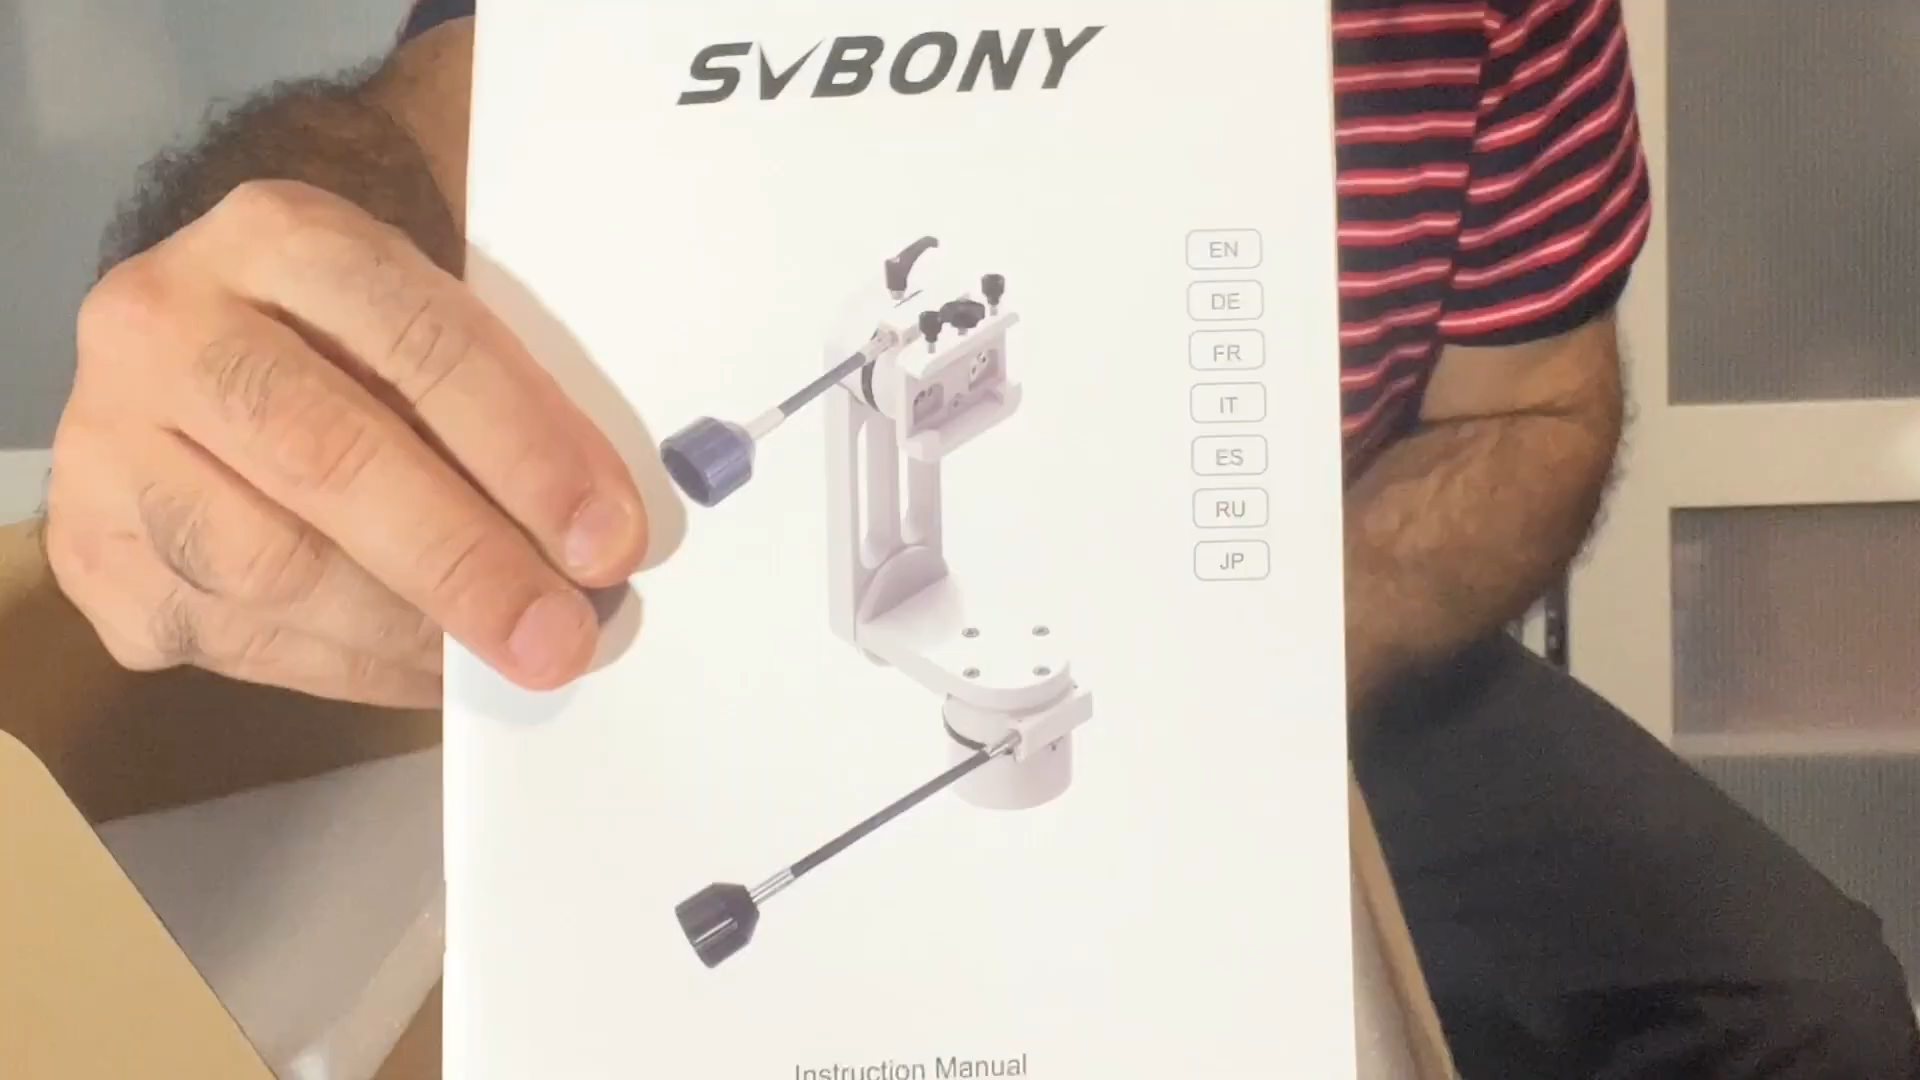 SVBONY
EN
DE
FR
IT
ES
RU
JP
Instruction Manual